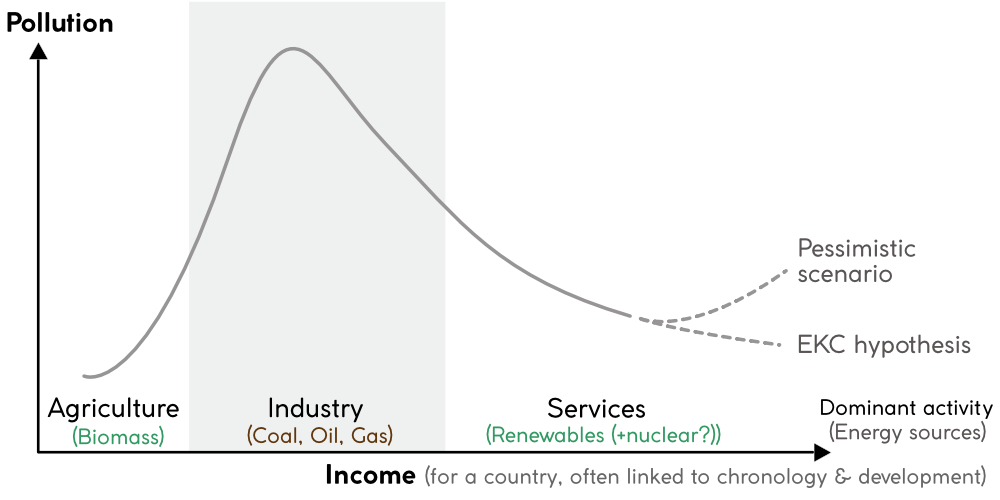 Pollution
Pessimistic
scenario
EKC hypothesis
Agriculture
(Biomass)
Industry
(Coal, Oil, Gas)
Services
(Renewables (+nuclear?))
Dominant activity
(Energy sources)
Income (for a country, often linked to chronology & development)